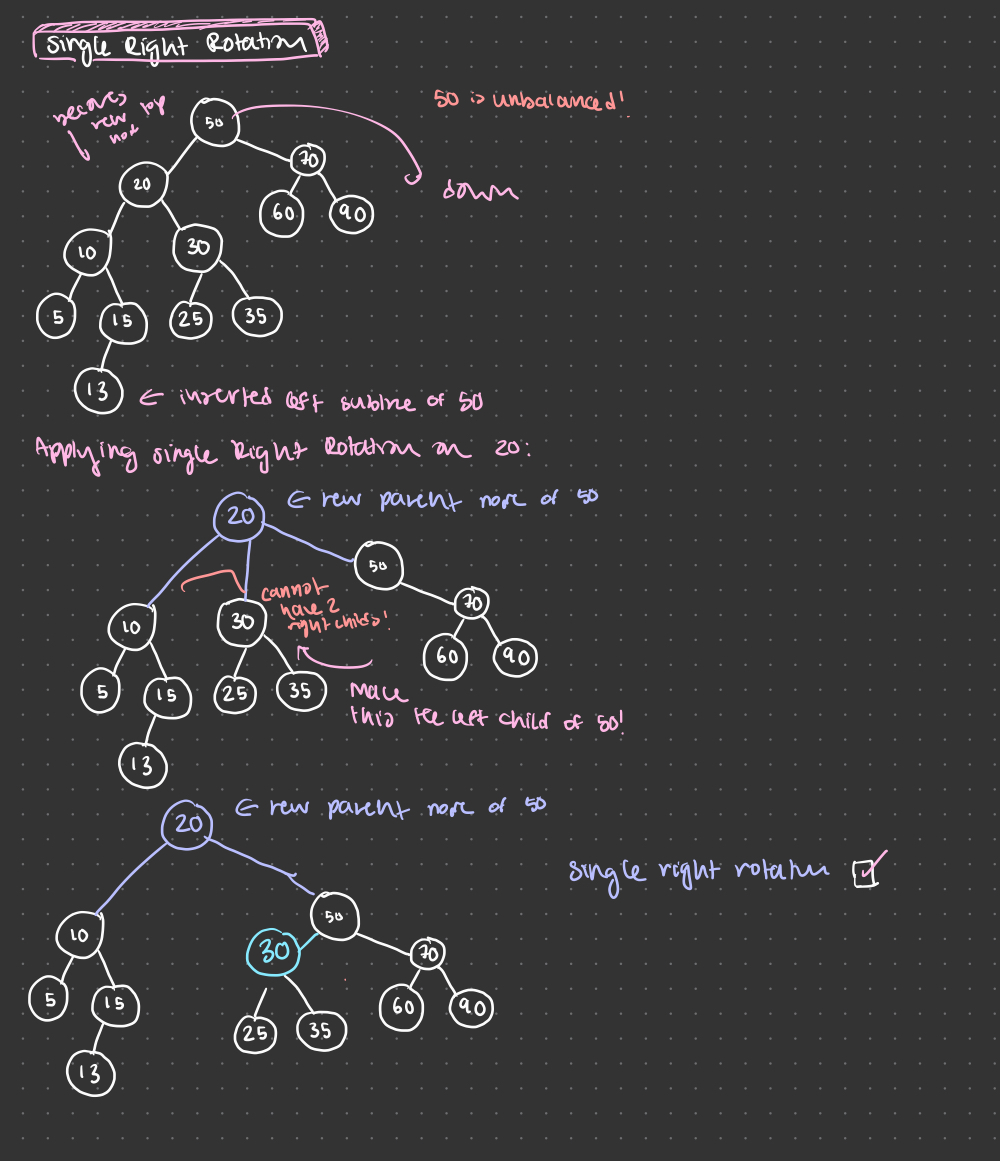 Single Right Rotation
50 is unbalanced!
becomes
new top
node
down
50
70
20
60
90
10
30
5
15
25
35
13
← inserted left subtree of 50
Applying single Right Rotation on 20:
20
← new parent node of 50
50
cannot
have 2
right childs!
70
10
30
60
90
5
15
25
35
Make
this the left child of 50!
13
20
← new parent node of 50
single right rotation
50
10
30
70
5
15
60
90
25
35
13